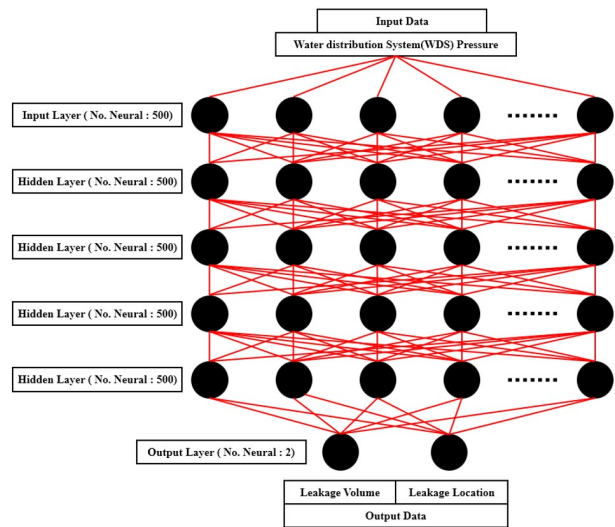 Input Data
Water distribution System(WDS) Pressure
Input Layer ( No. Neural : 500)
Hidden Layer ( No. Neural : 500)
Hidden Layer ( No. Neural : 500)
Hidden Layer ( No. Neural : 500)
Hidden Layer ( No. Neural : 500)
Output Layer ( No. Neural : 2)
Leakage Volume
Leakage Location
Output Data